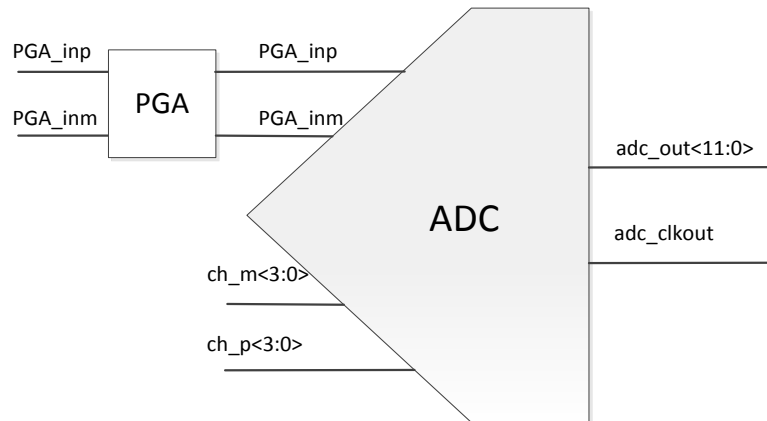 PGA_inp PGA_inp
PGA
PGA_inm PGA_inm
adc_out<11:0>
ADC
adc_clkout
ch_m<3:0>
ch_p<3:0>